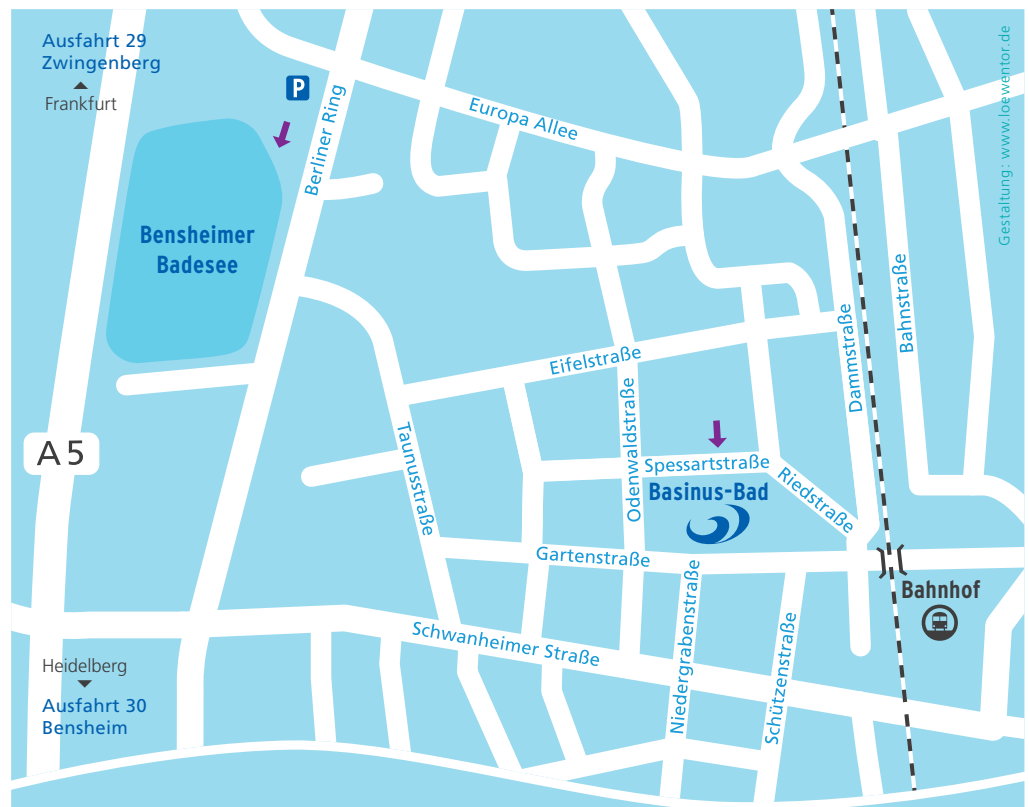 Ausfahrt 29
Zwingenberg
Frankfurt
P
Berliner Ring
Europa Allee
Gestaltung: www.loewentor.de
Bensheimer
Badesee
Eifelstraße
Dammstraße
Bahnstraße
A 5
Taunusstraße
Odenwaldstraße
Spessartstraße
Riedstraße
Basinus-Bad
Gartenstraße
Niedergrabenstraße
Schützenstraße
Bahnhof
Schwanheimer Straße
Heidelberg
Ausfahrt 30
Bensheim